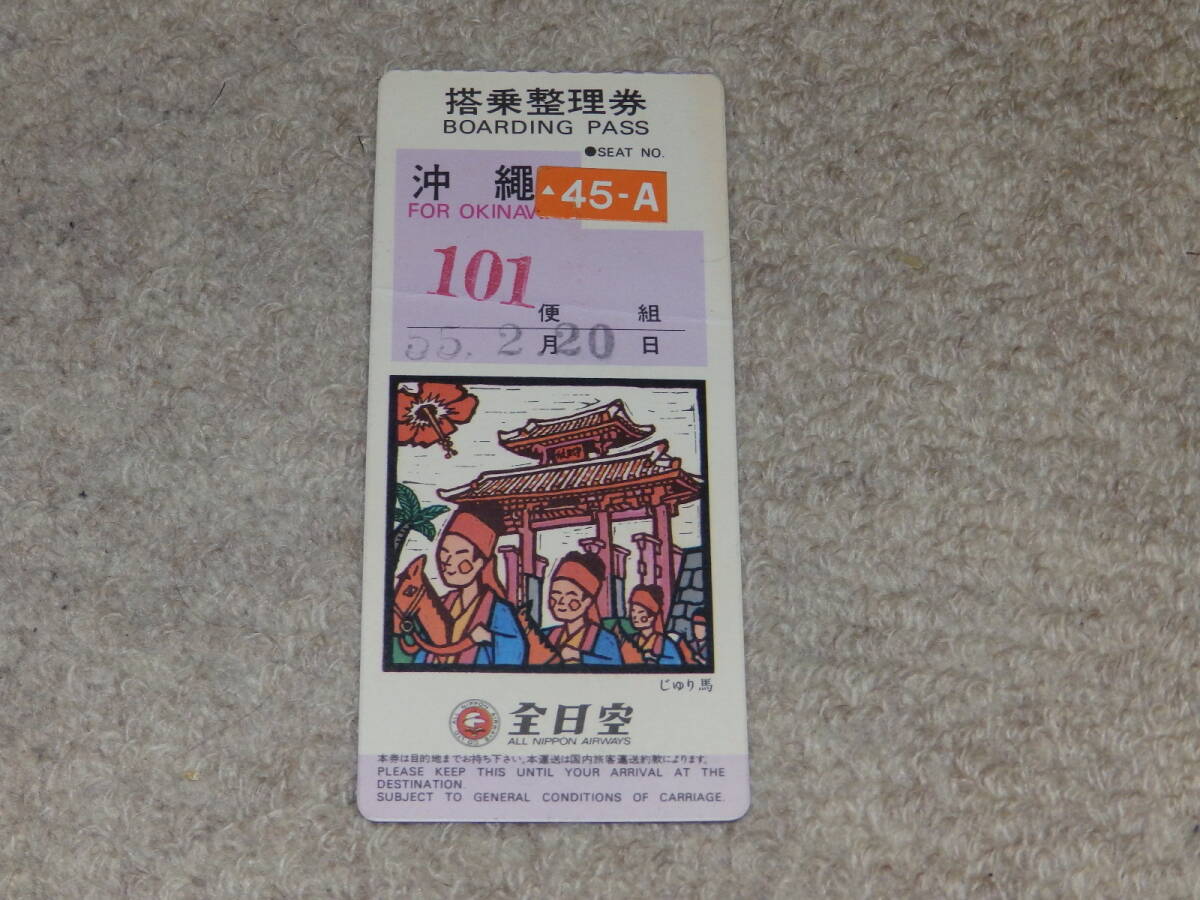 搭乗整理券
BOARDING PASS
●SEAT NO.
沖縄
▲45-A
FOR OKINAW
101
便 組
55. 2 月 20 日
じゅり馬
ALL NIPPON AIRWAYS
全日空
ALL NIPPON AIRWAYS
本券は目的地までお持ち下さい。本運送は国内旅客運送約款によります。
PLEASE KEEP THIS UNTIL YOUR ARRIVAL AT THE
DESTINATION.
SUBJECT TO GENERAL CONDITIONS OF CARRIAGE.